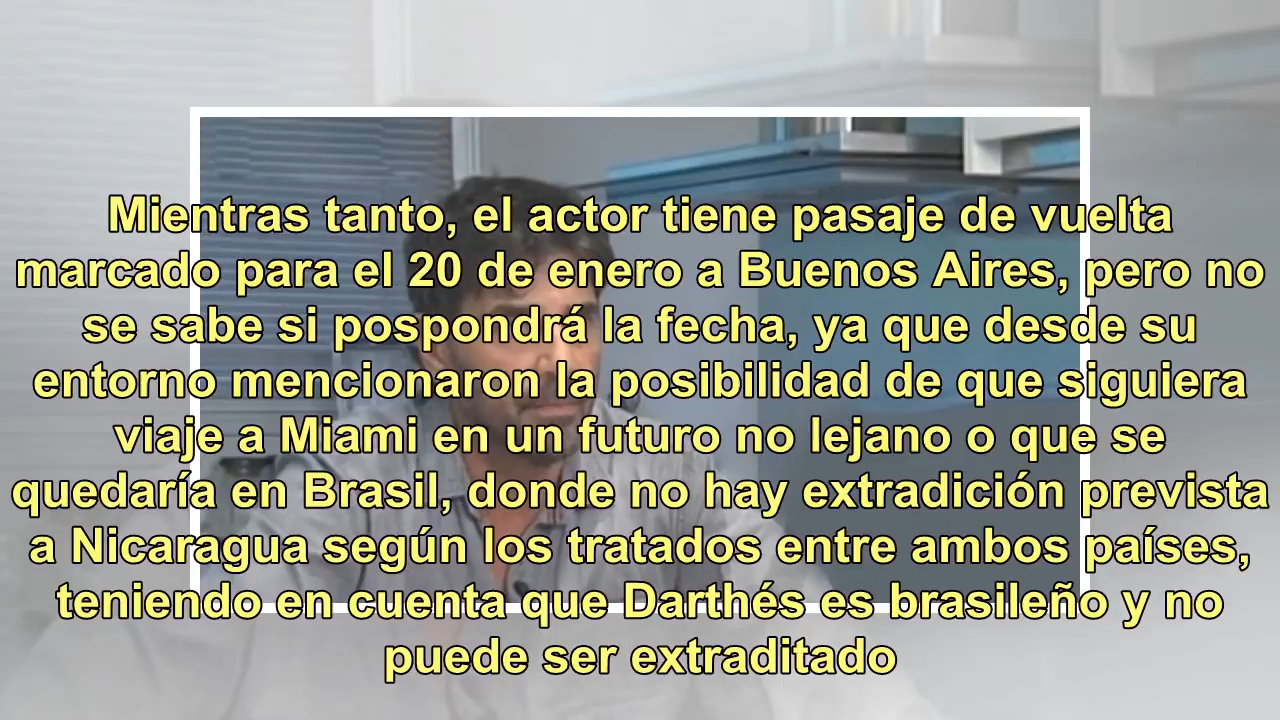 Mientras tanto, el actor tiene pasaje de vuelta
marcado para el 20 de enero a Buenos Aires, pero no
se sabe si pospondrá la fecha, ya que desde su
entorno mencionaron la posibilidad de que siguiera
viaje a Miami en un futuro no lejano o que se
quedaría en Brasil, donde no hay extradición prevista
a Nicaragua según los tratados entre ambos países,
teniendo en cuenta que Darthés es brasileño y no
puede ser extraditado